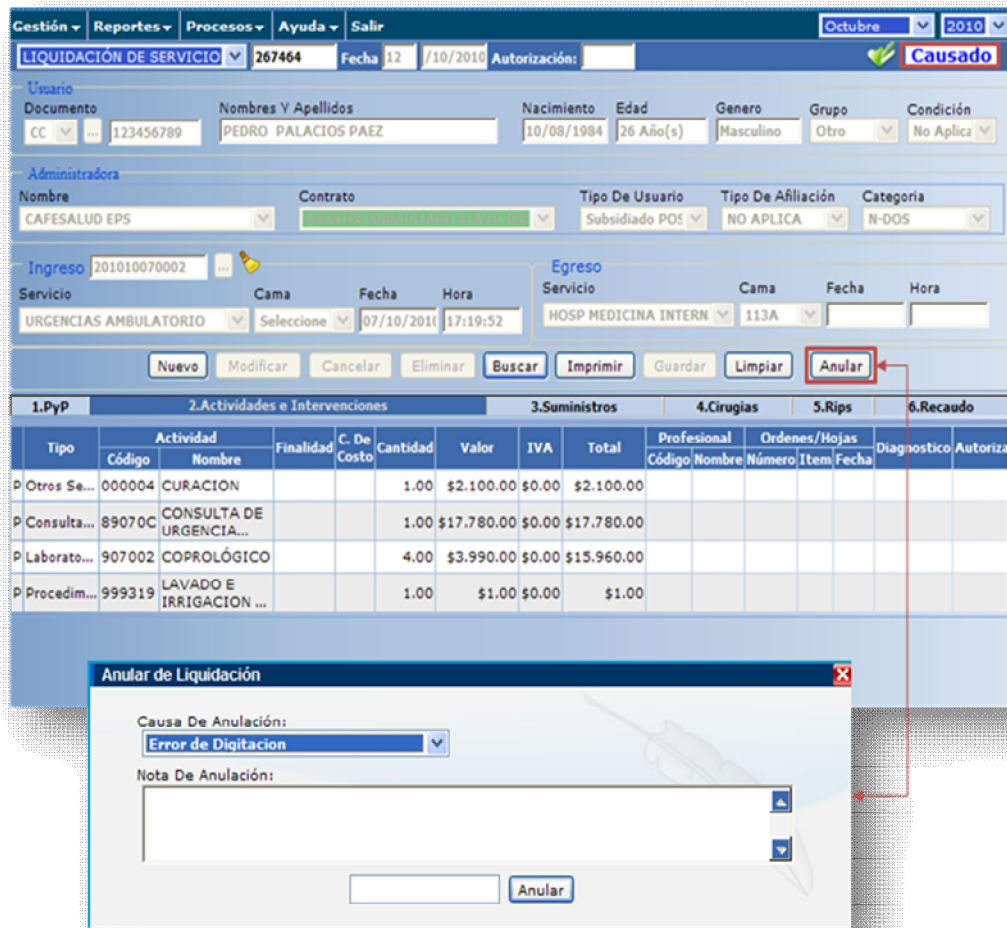 Gestión Reportes Procesos Ayuda Salir Octubre 2010
LIQUIDACIÓN DE SERVICIO 267464 Fecha 12 /10/2010 Autorización: Causado
Usuario
Documento Nombres Y Apellidos Nacimiento Edad Genero Grupo Condición
CC ... 123456789 PEDRO PALACIOS PAEZ 10/08/1984 26 Año(s) Masculino Otro No Aplica
Administradora
Nombre Contrato Tipo De Usuario Tipo De Afiliación Categoria
CAFESALUD EPS Subsidiado POS NO APLICA N-DOS
Ingreso 201010070002 ... Egreso
Servicio Cama Fecha Hora Servicio Cama Fecha Hora
URGENCIAS AMBULATORIO Seleccione 07/10/201 17:19:52 HOSP MEDICINA INTERN 113A
Nuevo Modificar Cancelar Eliminar Buscar Imprimir Guardar Limpiar Anular
1.PyP 2.Actividades e Intervenciones 3.Suministros 4.Cirugias 5.Rips 6.Recaudo
Tipo Actividad Finalidad C. De Costo Cantidad Valor IVA Total Profesional Ordenes/Hojas Diagnostico Autoriza
Código Nombre Código Nombre Número Item Fecha
P Otros Se... 000004 CURACION 1.00 $2.100.00 $0.00 $2.100.00
P Consulta... 89070C CONSULTA DE URGENCIA... 1.00 $17.780.00 $0.00 $17.780.00
P Laborato... 907002 COPROLÓGICO 4.00 $3.990.00 $0.00 $15.960.00
P Procedim... 999319 LAVADO E IRRIGACION ... 1.00 $1.00 $0.00 $1.00
Anular de Liquidación
Causa De Anulación:
Error de Digitacion
Nota De Anulación:
Anular